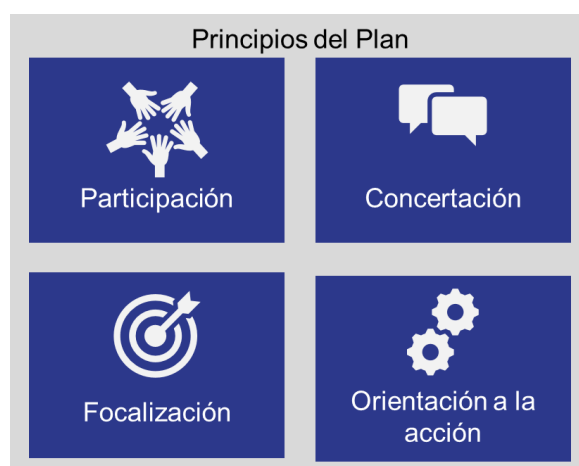 Principios del Plan
Participación
Concertación
Focalización
Orientación a la
acción